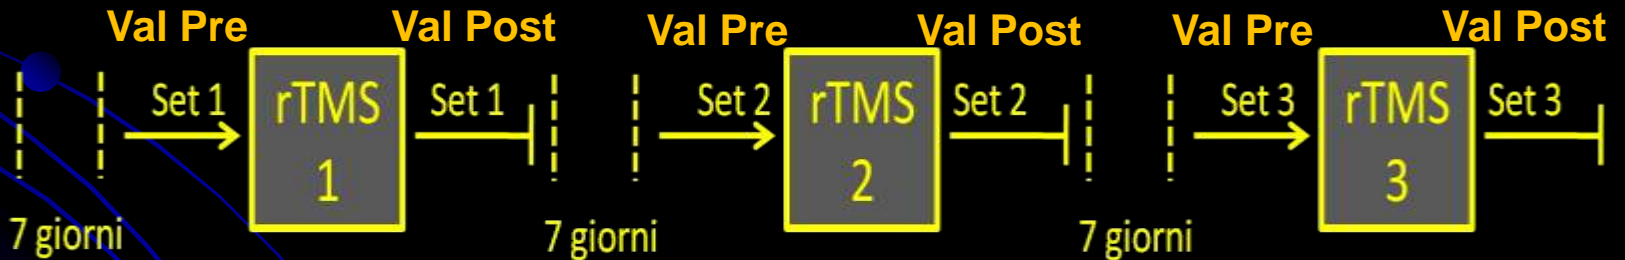 Val Pre Val Post Val Pre Val Post Val Pre Val Post
Set 1 rTMS Set 1 Set 2 rTMS Set 2 Set 3 rTMS Set 3
1 2 3
7 giorni 7 giorni 7 giorni